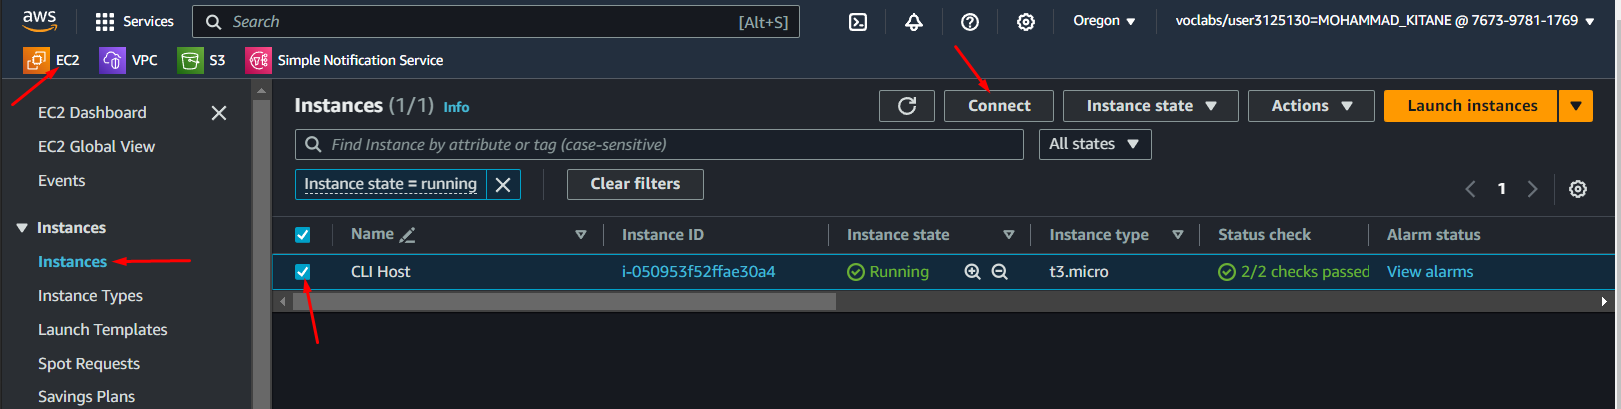 aws Services Search [Alt+S] Oregon voclabs/user3125130=MOHAMMAD_KITANE @ 7673-9781-1769
EC2 VPC S3 Simple Notification Service
EC2 Dashboard
EC2 Global View
Events
Instances
Instances
Instance Types
Launch Templates
Spot Requests
Savings Plans
Instances (1/1) Info Connect Instance state Actions Launch instances
Find Instance by attribute or tag (case-sensitive) All states
Instance state = running Clear filters 1
Name Instance ID Instance state Instance type Status check Alarm status
CLI Host i-050953f52ffae30a4 Running t3.micro 2/2 checks passed View alarms